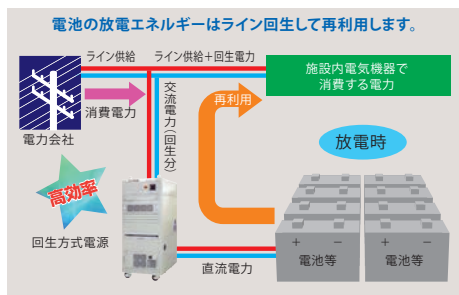 電池の放電エネルギーはライン回生して再利用します。
ライン供給
ライン供給＋回生電力
施設内電気機器で
消費する電力
消費電力
電力会社
交流電力（回生分）
再利用
放電時
高効率
回生方式電源
直流電力
＋ －
電池等
＋ －
電池等